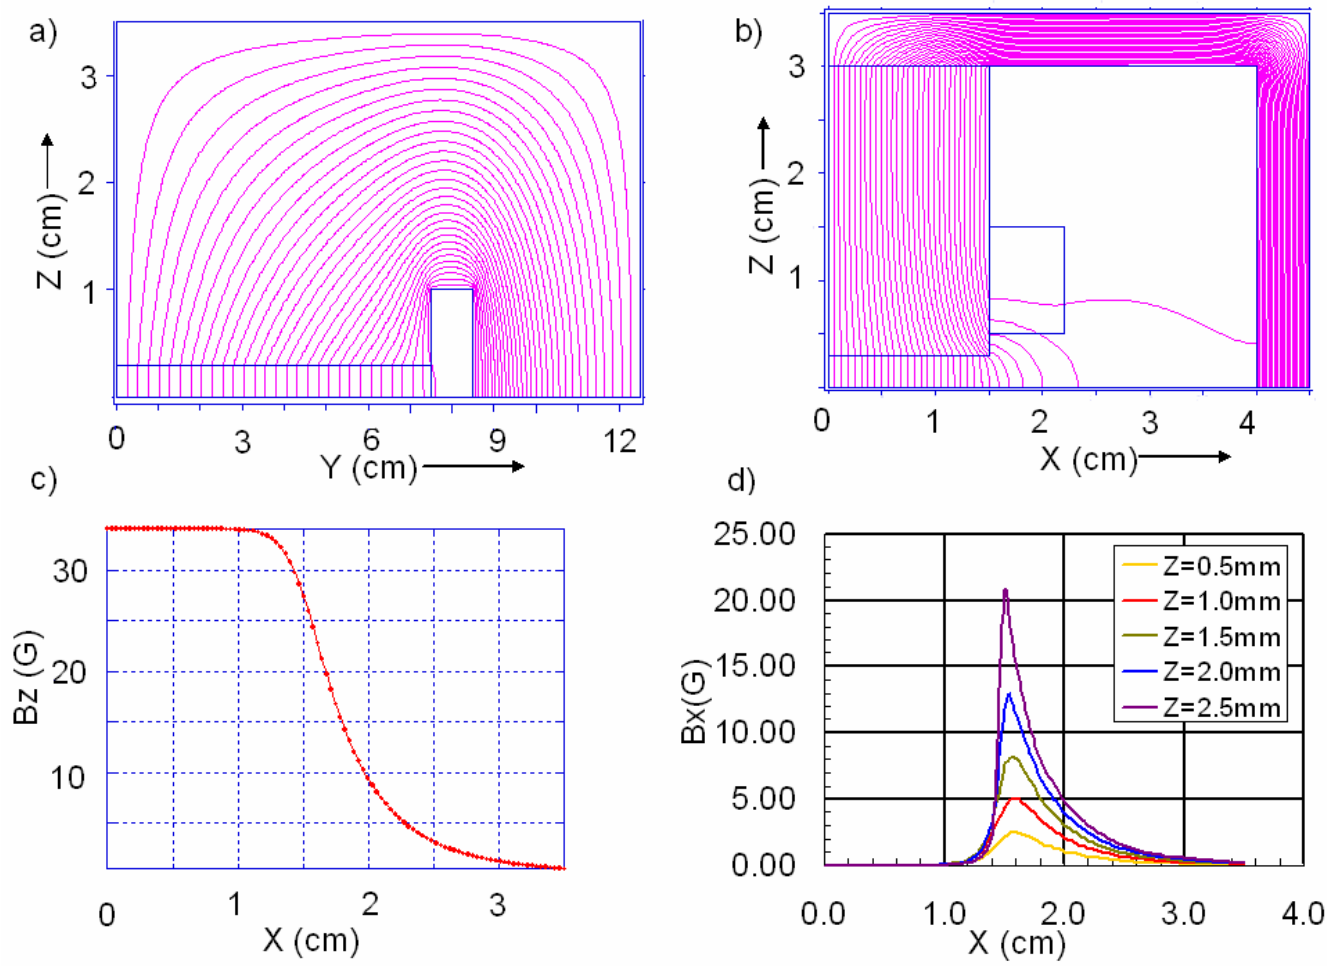 a)
3
2
1
Z (cm)
0 3 6 9 12
Y (cm)
b)
3
2
1
Z (cm)
0 1 2 3 4
X (cm)
c)
30
20
10
Bz (G)
0 1 2 3
X (cm)
d)
25.00
20.00
15.00
10.00
5.00
0.00
Bx(G)
Z=0.5mm
Z=1.0mm
Z=1.5mm
Z=2.0mm
Z=2.5mm
0.0 1.0 2.0 3.0 4.0
X (cm)